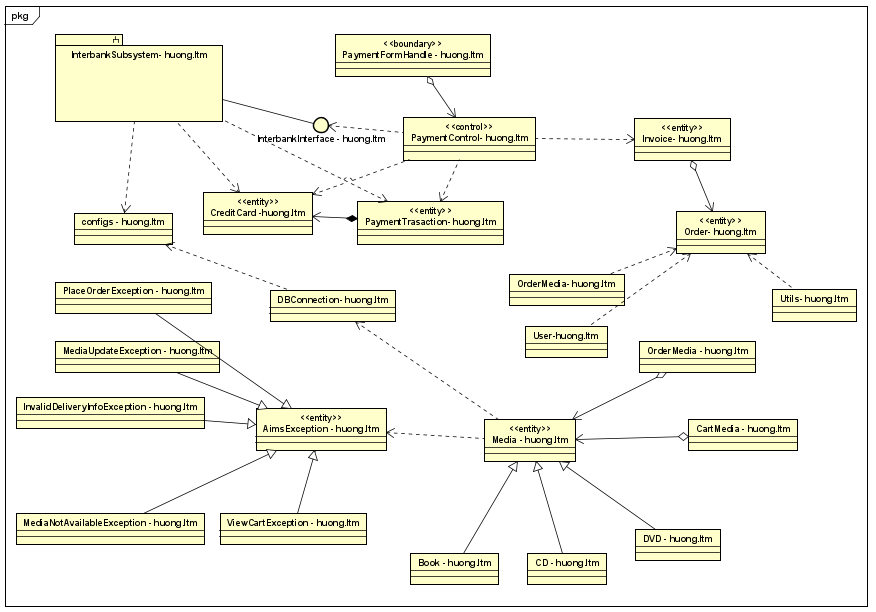 pkg
InterbankSubsystem- huong.ltm
<<boundary>>
PaymentFormHandle - huong.ltm
InterbankInterface - huong.ltm
<<control>>
PaymentControl- huong.ltm
<<entity>>
Invoice- huong.ltm
<<entity>>
CreditCard -huong.ltm
<<entity>>
PaymentTrasaction- huong.ltm
<<entity>>
Order- huong.ltm
configs - huong.ltm
OrderMedia- huong.ltm
Utils- huong.ltm
PlaceOrderException - huong.ltm
DBConnection- huong.ltm
User-huong.ltm
MediaUpdateException - huong.ltm
OrderMedia - huong.ltm
InvalidDeliveryInfoException - huong.ltm
<<entity>>
AimsException - huong.ltm
<<entity>>
Media - huong.ltm
CartMedia - huong.ltm
MediaNotAvailableException - huong.ltm
ViewCartException - huong.ltm
DVD - huong.ltm
Book - huong.ltm
CD - huong.ltm